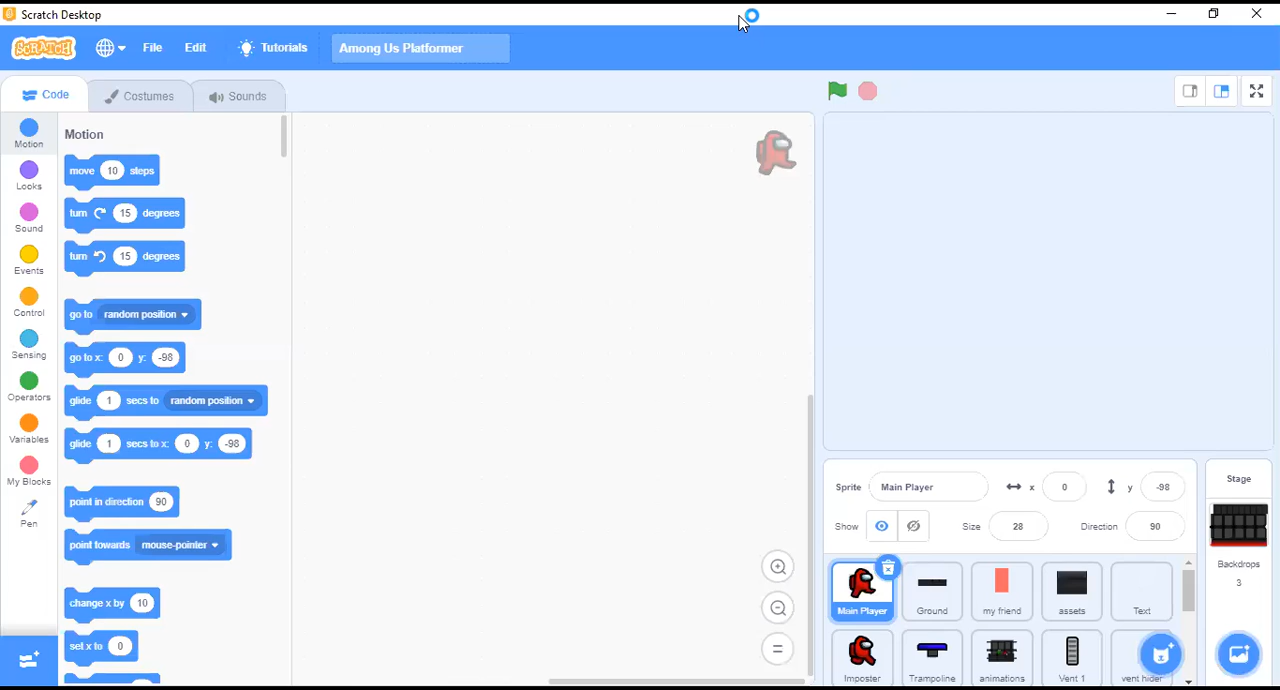 Scratch Desktop
SCRATCH
File
Edit
Tutorials
Among Us Platformer
Code
Costumes
Sounds
Motion
Looks
Sound
Events
Control
Sensing
Operators
Variables
My Blocks
Pen
Motion
move 10 steps
turn 15 degrees
turn 15 degrees
go to random position
go to x: 0 y: -98
glide 1 secs to random position
glide 1 secs to x: 0 y: -98
point in direction 90
point towards mouse-pointer
change x by 10
set x to 0
Sprite Main Player x 0 y -98
Show Size 28 Direction 90
Main Player
Ground
my friend
assets
Text
Imposter
Trampoline
animations
Vent 1
vent hider
Stage
Backdrops
3